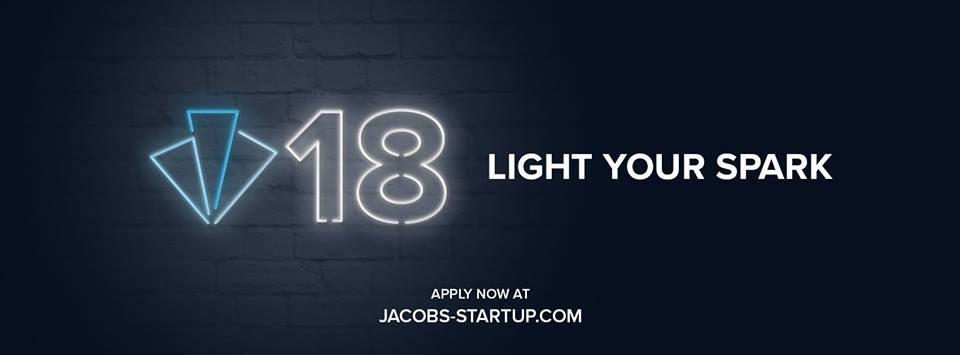 18
LIGHT YOUR SPARK
APPLY NOW AT
JACOBS-STARTUP.COM